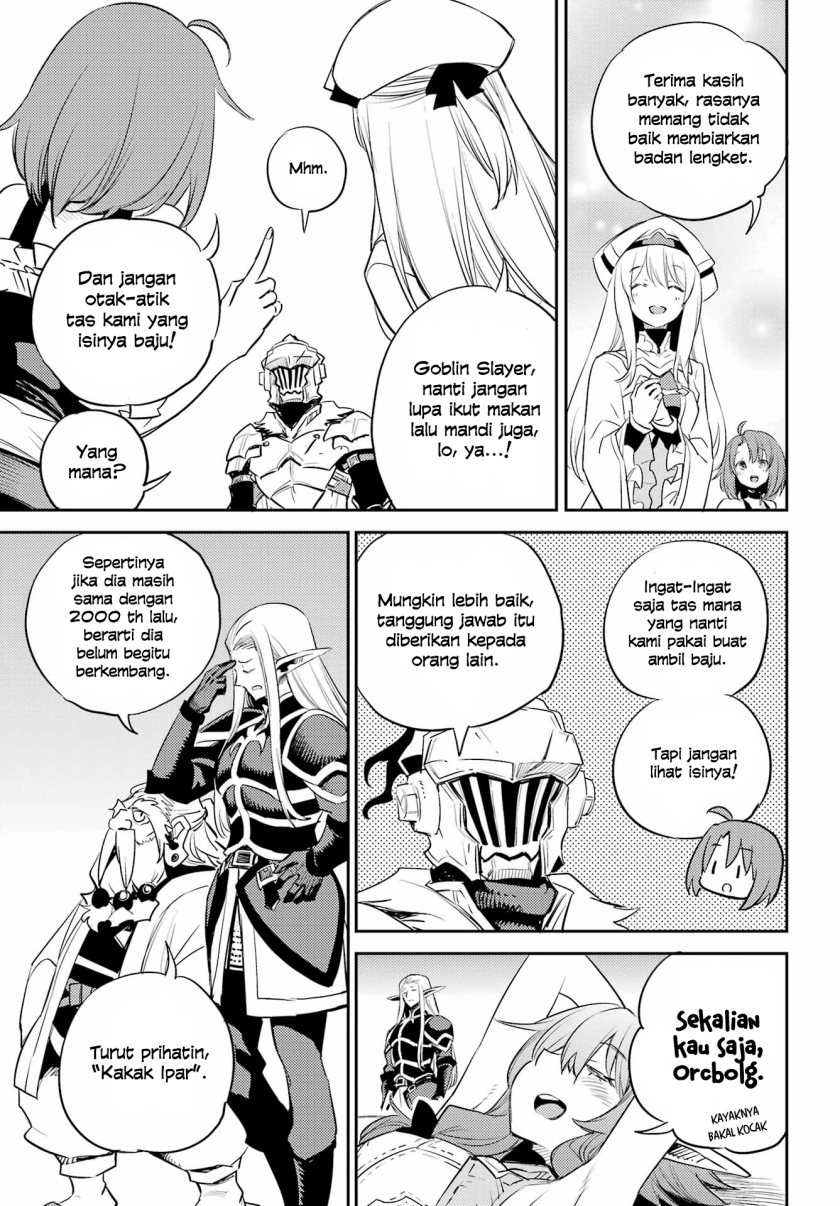 Terima kasih
banyak, rasanya
memang tidak
baik membiarkan
badan lengket.
Mhm.
Goblin Slayer,
nanti jangan
lupa ikut makan
lalu mandi juga,
lo, ya...!
Dan jangan
otak-atik
tas kami yang
isinya baju!
Yang
mana?
Ingat-Ingat
saja tas mana
yang nanti
kami pakai buat
ambil baju.
Tapi jangan
lihat isinya!
Mungkin lebih baik,
tanggung jawab itu
diberikan kepada
orang lain.
Sekalian
kau saja,
Orcbolg.
KAYAKNYA
BAKAL KOCAK
Sepertinya
jika dia masih
sama dengan
2000 th lalu,
berarti dia
belum begitu
berkembang.
Turut prihatin,
"Kakak Ipar".